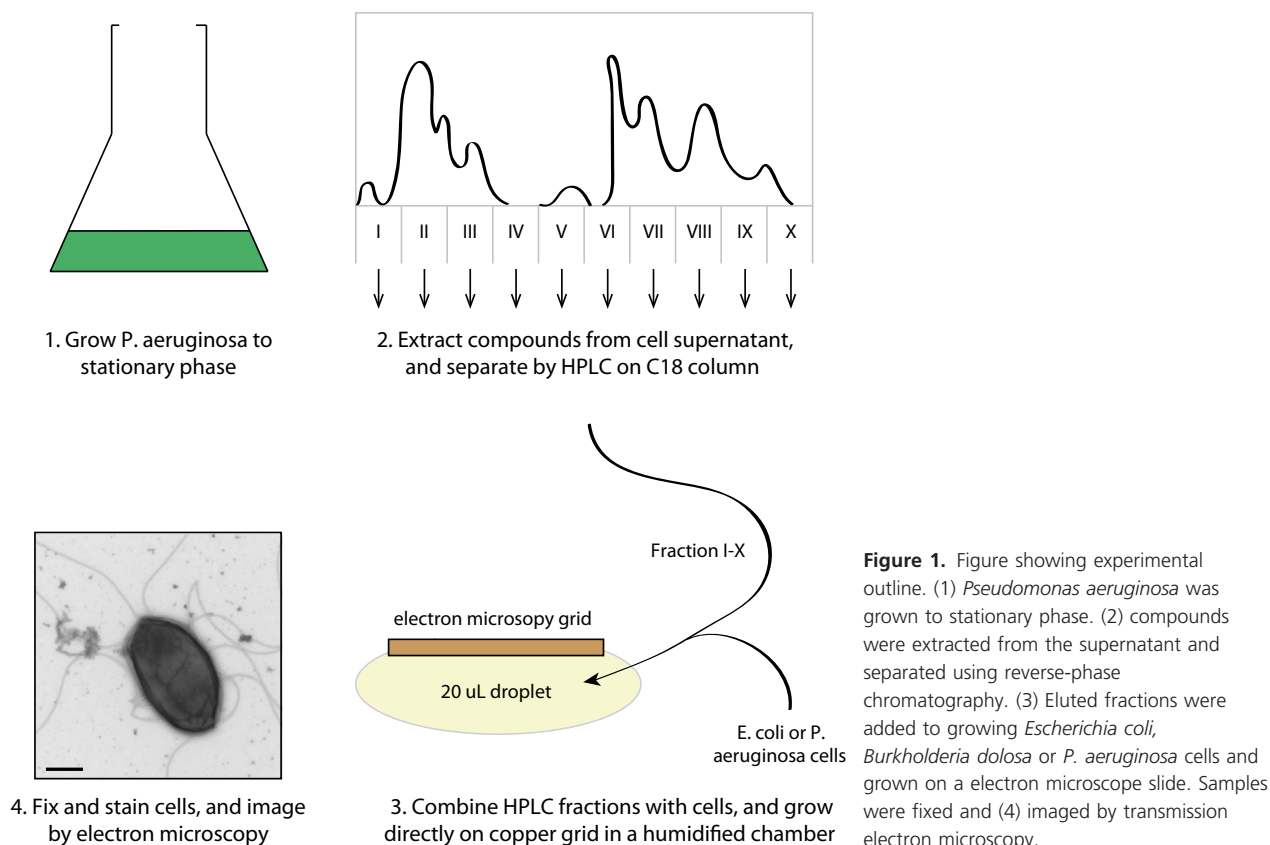 I II III IV V VI VII VIII IX X
1. Grow P. aeruginosa to
stationary phase
2. Extract compounds from cell supernatant,
and separate by HPLC on C18 column
Fraction I-X
electron microsopy grid
20 uL droplet
E. coli or P.
aeruginosa cells
4. Fix and stain cells, and image
by electron microscopy
3. Combine HPLC fractions with cells, and grow
directly on copper grid in a humidified chamber
Figure 1. Figure showing experimental
outline. (1) Pseudomonas aeruginosa was
grown to stationary phase. (2) compounds
were extracted from the supernatant and
separated using reverse-phase
chromatography. (3) Eluted fractions were
added to growing Escherichia coli,
Burkholderia dolosa or P. aeruginosa cells and
grown on a electron microscope slide. Samples
were fixed and (4) imaged by transmission
electron microscopy.